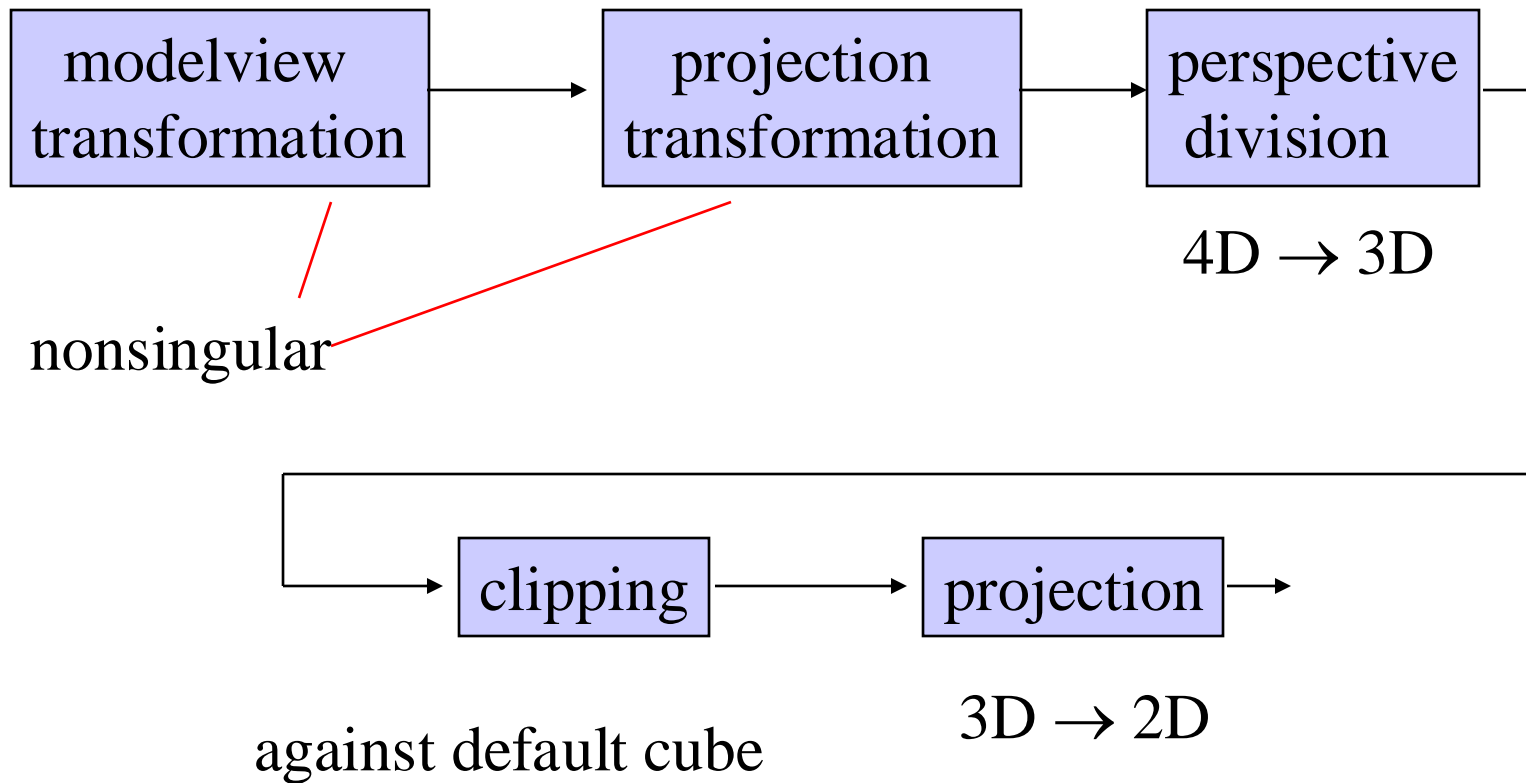 modelview
transformation
projection
transformation
perspective
division
4D → 3D
nonsingular
clipping
projection
against default cube
3D → 2D